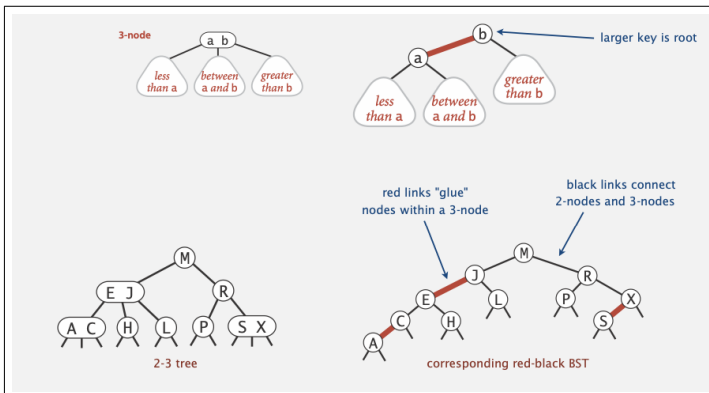 3-node
a b
less
than a
between
a and b
greater
than b
b
a
larger key is root
less
than a
between
a and b
greater
than b
red links "glue"
nodes within a 3-node
black links connect
2-nodes and 3-nodes
M
E J
R
A C
H
L
P
S X
2-3 tree
M
J
R
E
L
P
X
C
H
S
A
corresponding red-black BST